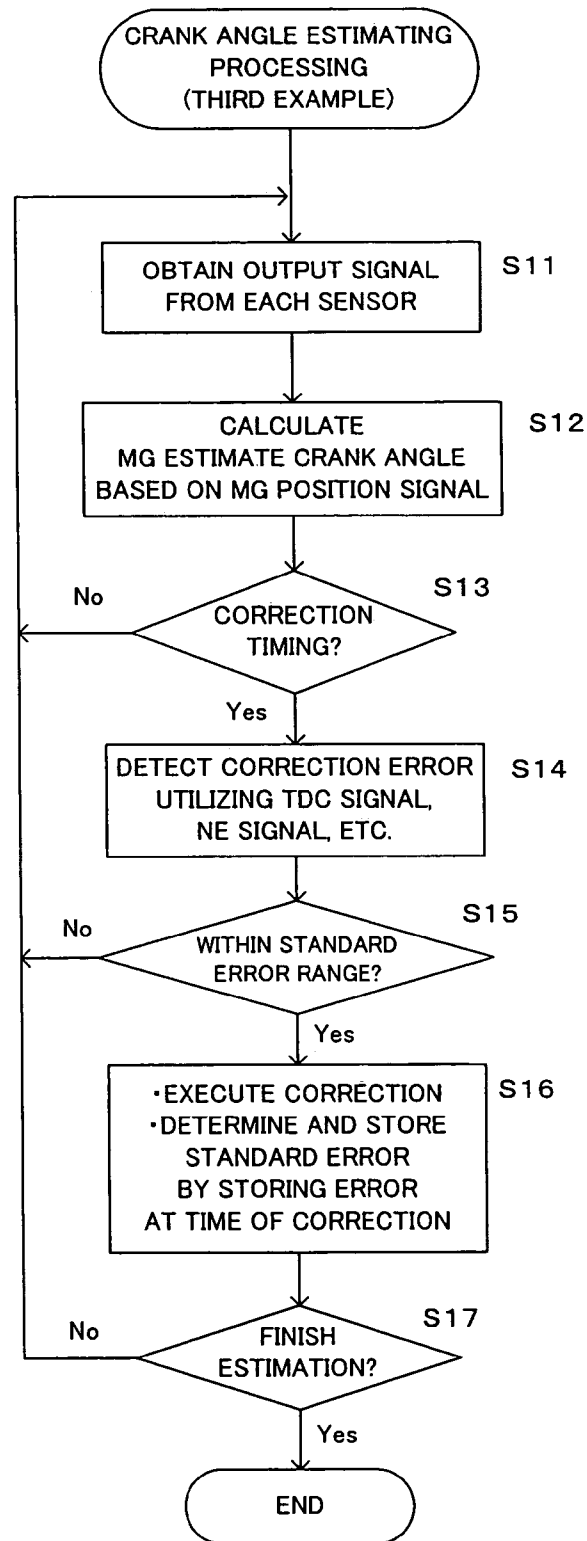 CRANK ANGLE ESTIMATING
PROCESSING
(THIRD EXAMPLE)
OBTAIN OUTPUT SIGNAL
FROM EACH SENSOR
S11
CALCULATE
MG ESTIMATE CRANK ANGLE
BASED ON MG POSITION SIGNAL
S12
CORRECTION
TIMING?
S13
No
Yes
DETECT CORRECTION ERROR
UTILIZING TDC SIGNAL,
NE SIGNAL, ETC.
S14
WITHIN STANDARD
ERROR RANGE?
S15
No
Yes
・EXECUTE CORRECTION
・DETERMINE AND STORE
STANDARD ERROR
BY STORING ERROR
AT TIME OF CORRECTION
S16
FINISH
ESTIMATION?
S17
No
Yes
END